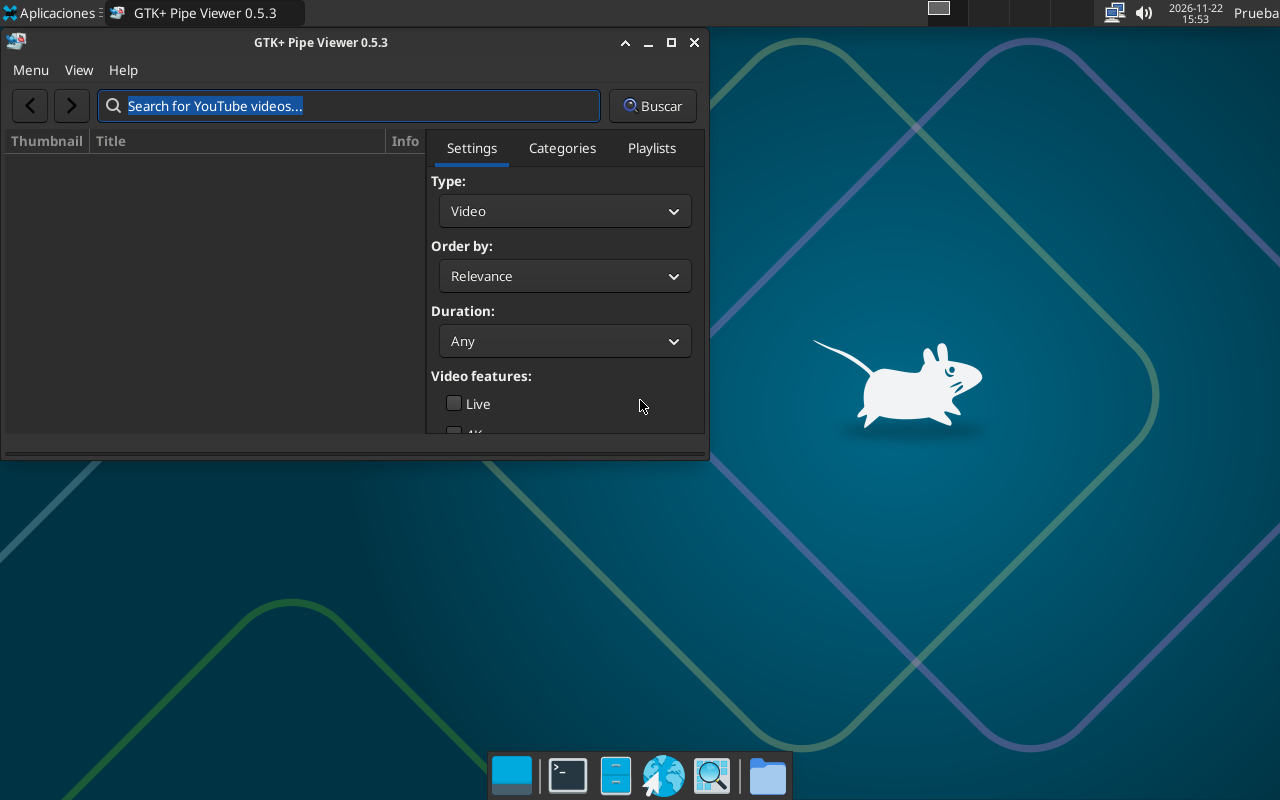 Aplicaciones
GTK+ Pipe Viewer 0.5.3
2026-11-22
15:53
Prueba
GTK+ Pipe Viewer 0.5.3
Menu View Help
Search for YouTube videos...
Buscar
Thumbnail Title Info
Settings Categories Playlists
Type:
Video
Order by:
Relevance
Duration:
Any
Video features:
Live
4K